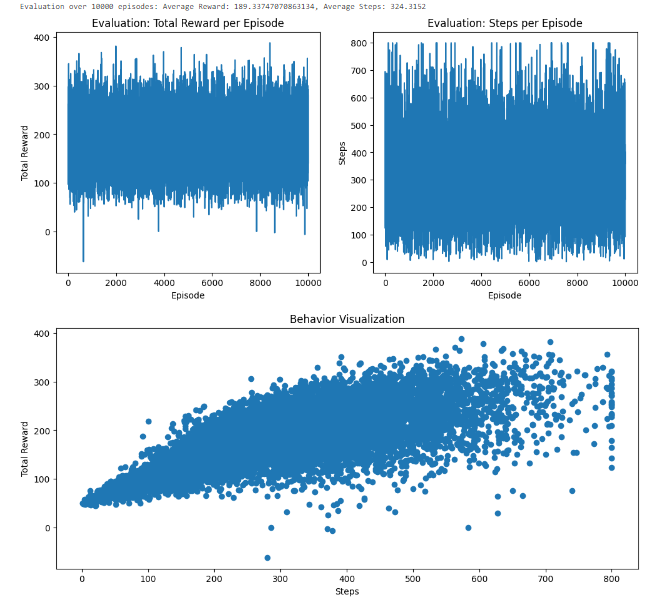 Evaluation over 10000 episodes: Average Reward: 189.33747070863134, Average Steps: 324.3152
Evaluation: Total Reward per Episode
Evaluation: Steps per Episode
400
300
200
100
0
Total Reward
0 2000 4000 6000 8000 10000
Episode
800
700
600
500
400
300
200
100
0
Steps
0 2000 4000 6000 8000 10000
Episode
Behavior Visualization
400
300
200
100
0
Total Reward
0 100 200 300 400 500 600 700 800
Steps